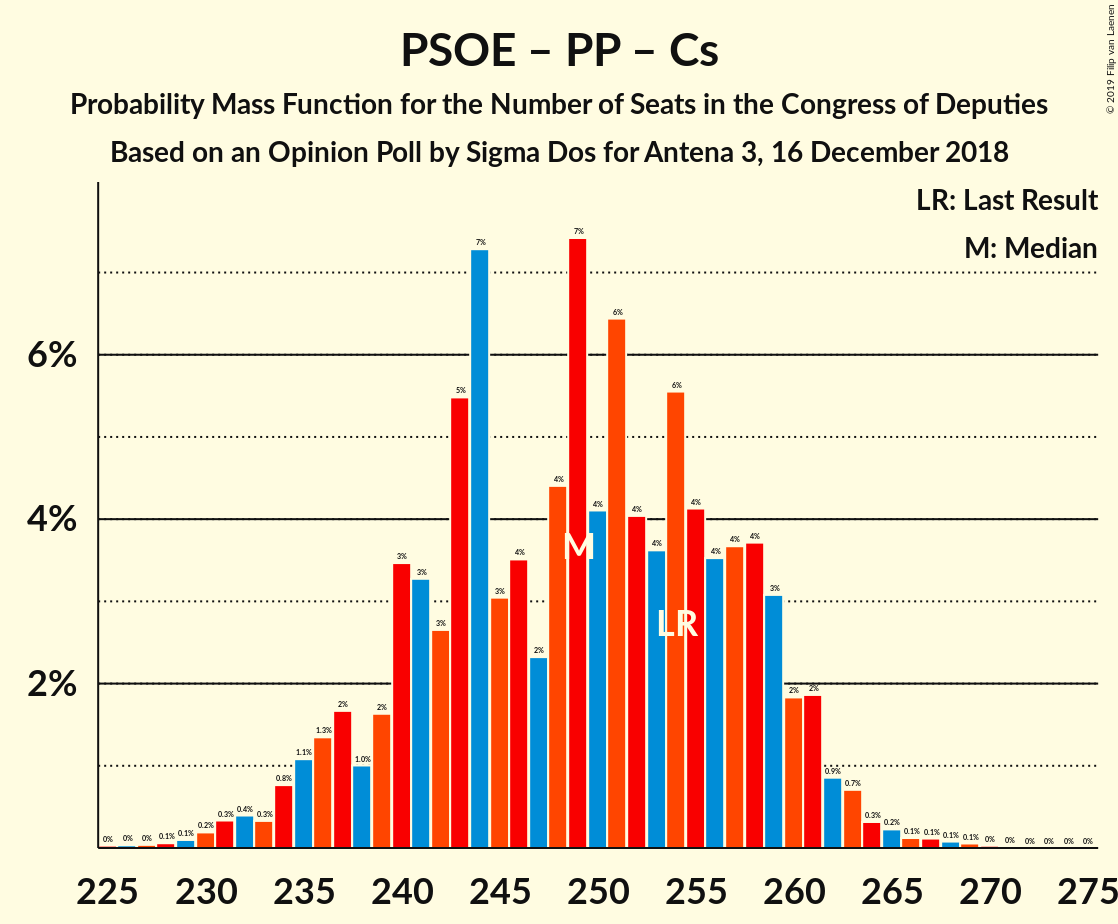 PSOE – PP – Cs
Probability Mass Function for the Number of Seats in the Congress of Deputies
Based on an Opinion Poll by Sigma Dos for Antena 3, 16 December 2018
© 2019 Filip van Laenen
LR: Last Result
M: Median
6%
4%
2%
0% 0% 0% 0.1% 0.1% 0.2% 0.3% 0.4% 0.3% 0.8% 1.1% 1.3% 2% 1.0% 2% 3% 3% 3% 5% 7% 3% 4% 2% 4% 7% 4% 6% 4% 4% 6% 4% 4% 4% 4% 3% 2% 2% 0.9% 0.7% 0.3% 0.2% 0.1% 0.1% 0.1% 0.1% 0% 0% 0% 0% 0% 0%
M
LR
225 230 235 240 245 250 255 260 265 270 275